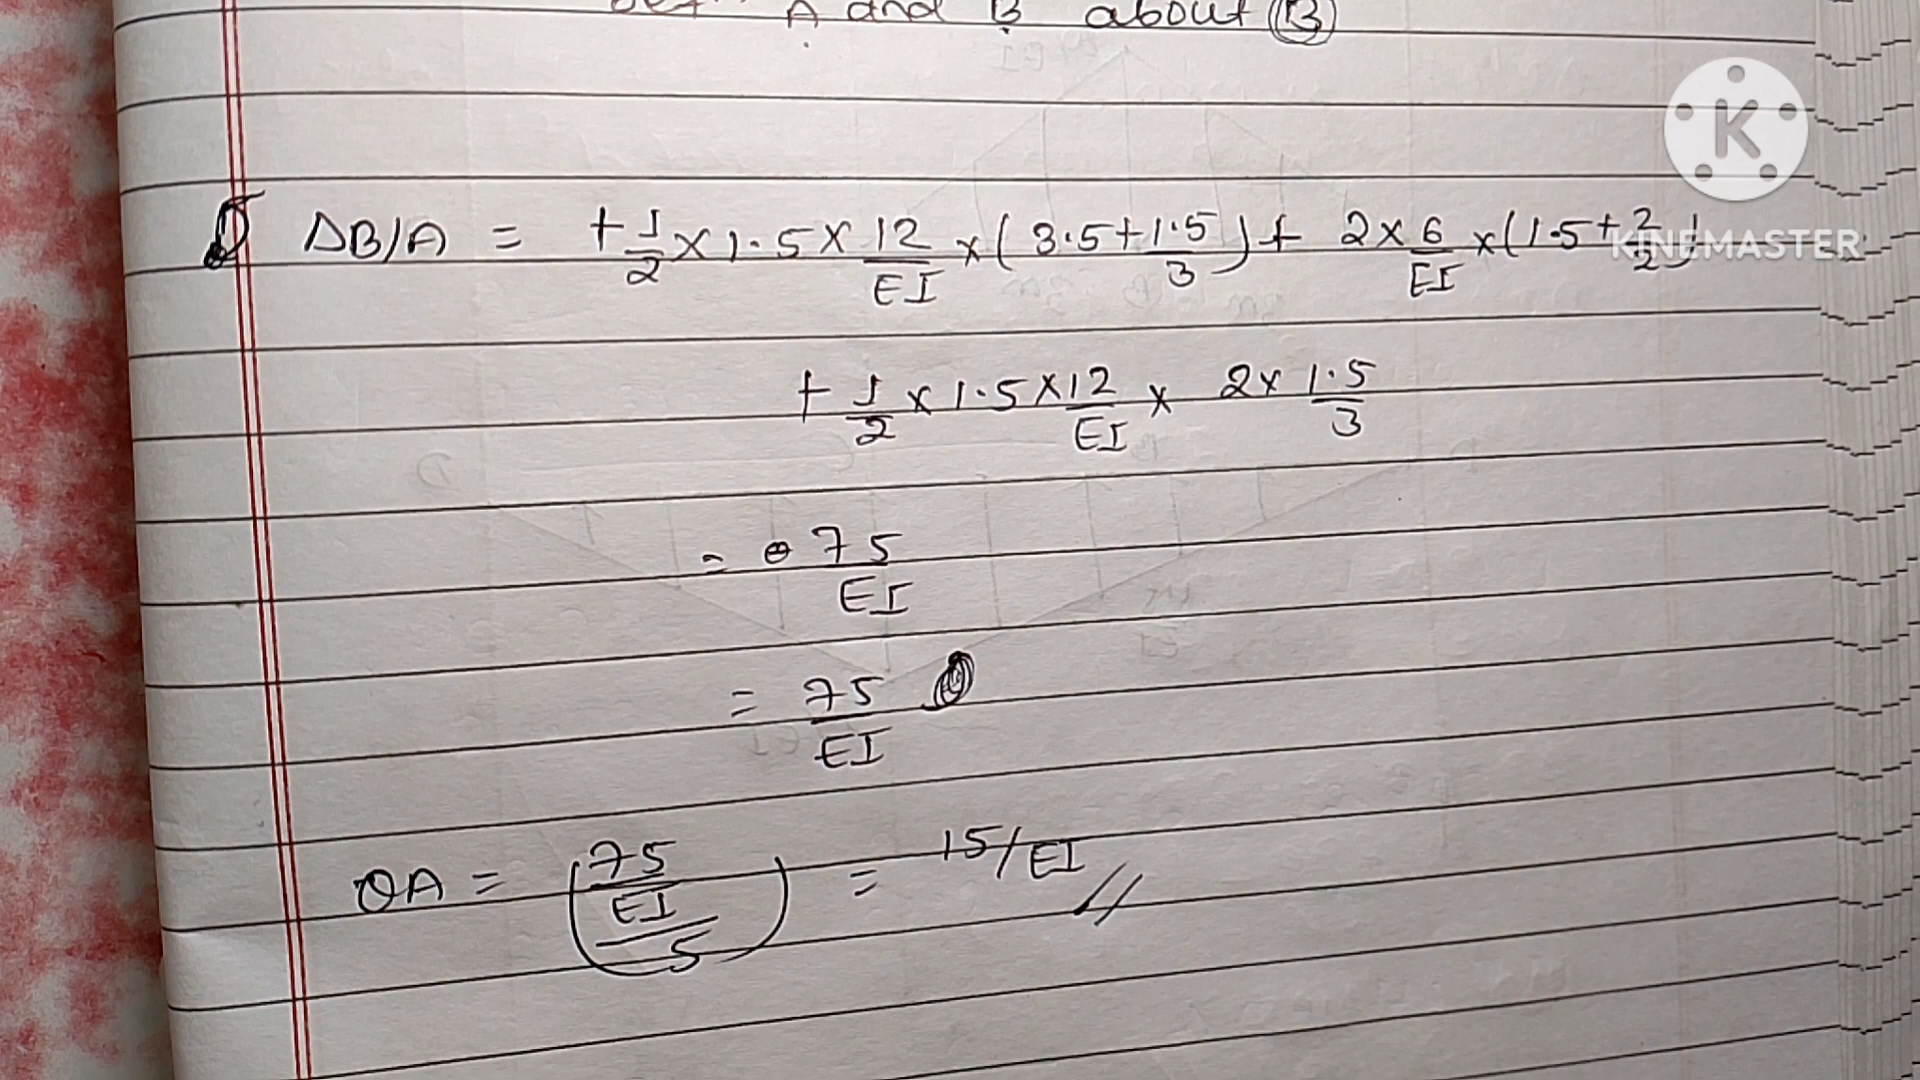 A and B about B
ΔB/A = + 1/2 × 1.5 × 12/EI × (3.5 + 1.5/3) + 2 × 6/EI × (1.5 + 2/2)
+ 1/2 × 1.5 × 12/EI × 2 × 1.5/3
= 75/EI
= 75/EI
θA = (75/EI/5) = 15/EI //
K
KINEMASTER